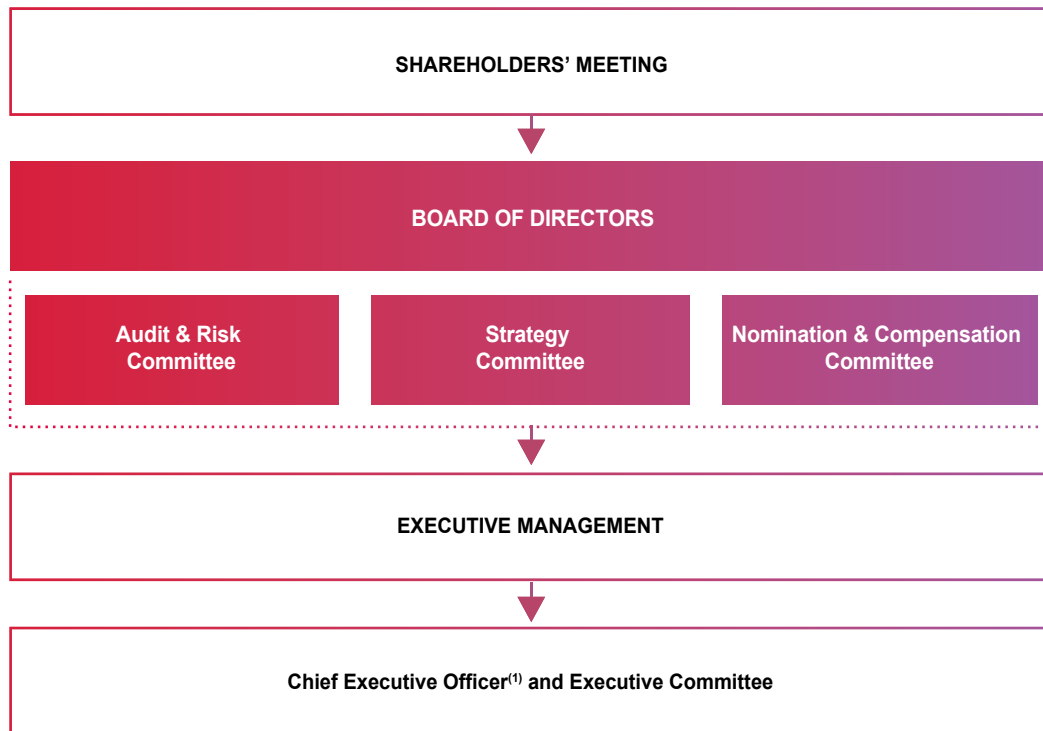 SHAREHOLDERS’ MEETING
BOARD OF DIRECTORS
Audit & Risk
Committee
Strategy
Committee
Nomination & Compensation
Committee
EXECUTIVE MANAGEMENT
Chief Executive Officer(1) and Executive Committee